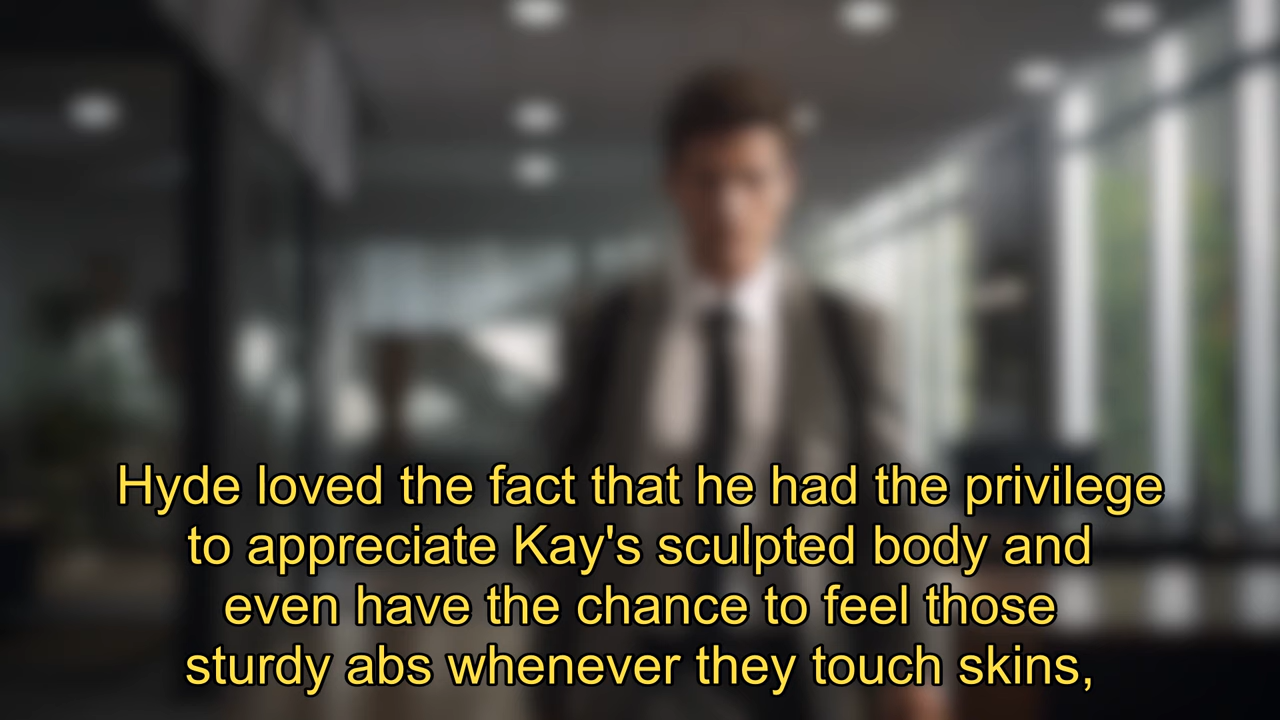 Hyde loved the fact that he had the privilege
to appreciate Kay's sculpted body and
even have the chance to feel those
sturdy abs whenever they touch skins,